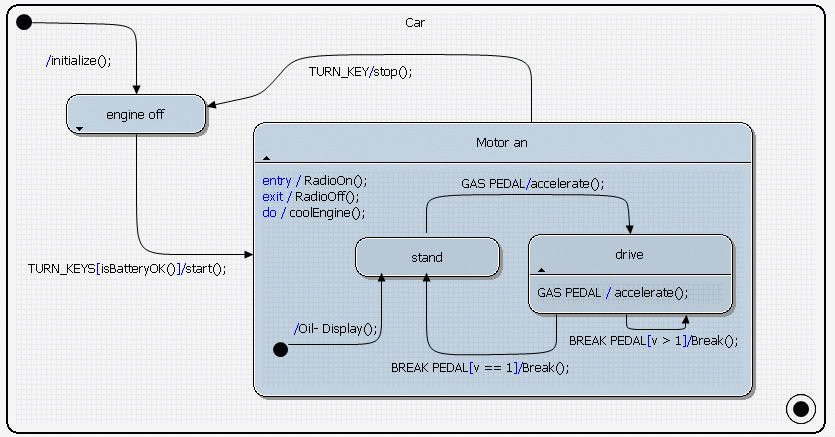 Car
/initialize();
TURN_KEY/stop();
engine off
Motor an
entry / RadioOn();
exit / RadioOff();
do / coolEngine();
GAS PEDAL/accelerate();
stand
drive
TURN_KEYS[isBatteryOK()]/start();
GAS PEDAL / accelerate();
/Oil- Display();
BREAK PEDAL[v > 1]/Break();
BREAK PEDAL[v == 1]/Break();